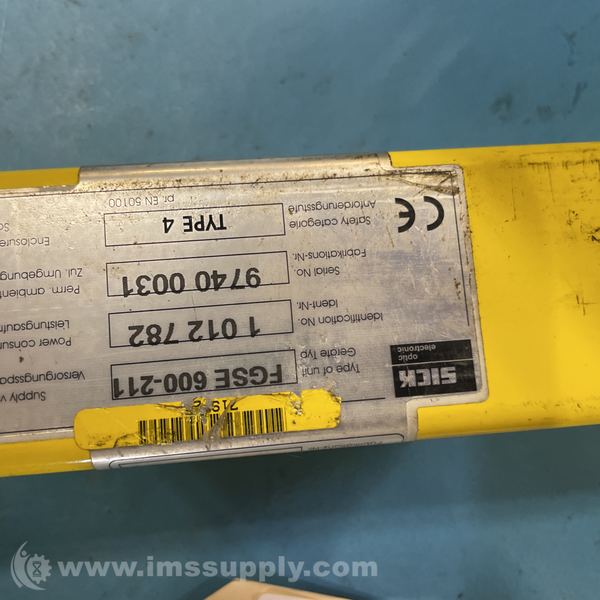 SICK
optic
electronic
Type of unit
Geräte Typ
FGSE 600-211
Supply
Versorgungsspa
Identification No.
Ident-Nr.
1 012 782
Power consum
Leistungsaufn
Serial No.
Fabrikations-Nr.
9740 0031
Perm. ambient
Zul. Umgebung
CE
Safety categorie
Anforderungsstufe
TYPE 4
pr. EN 50100
Enclosure
www.imssupply.com/